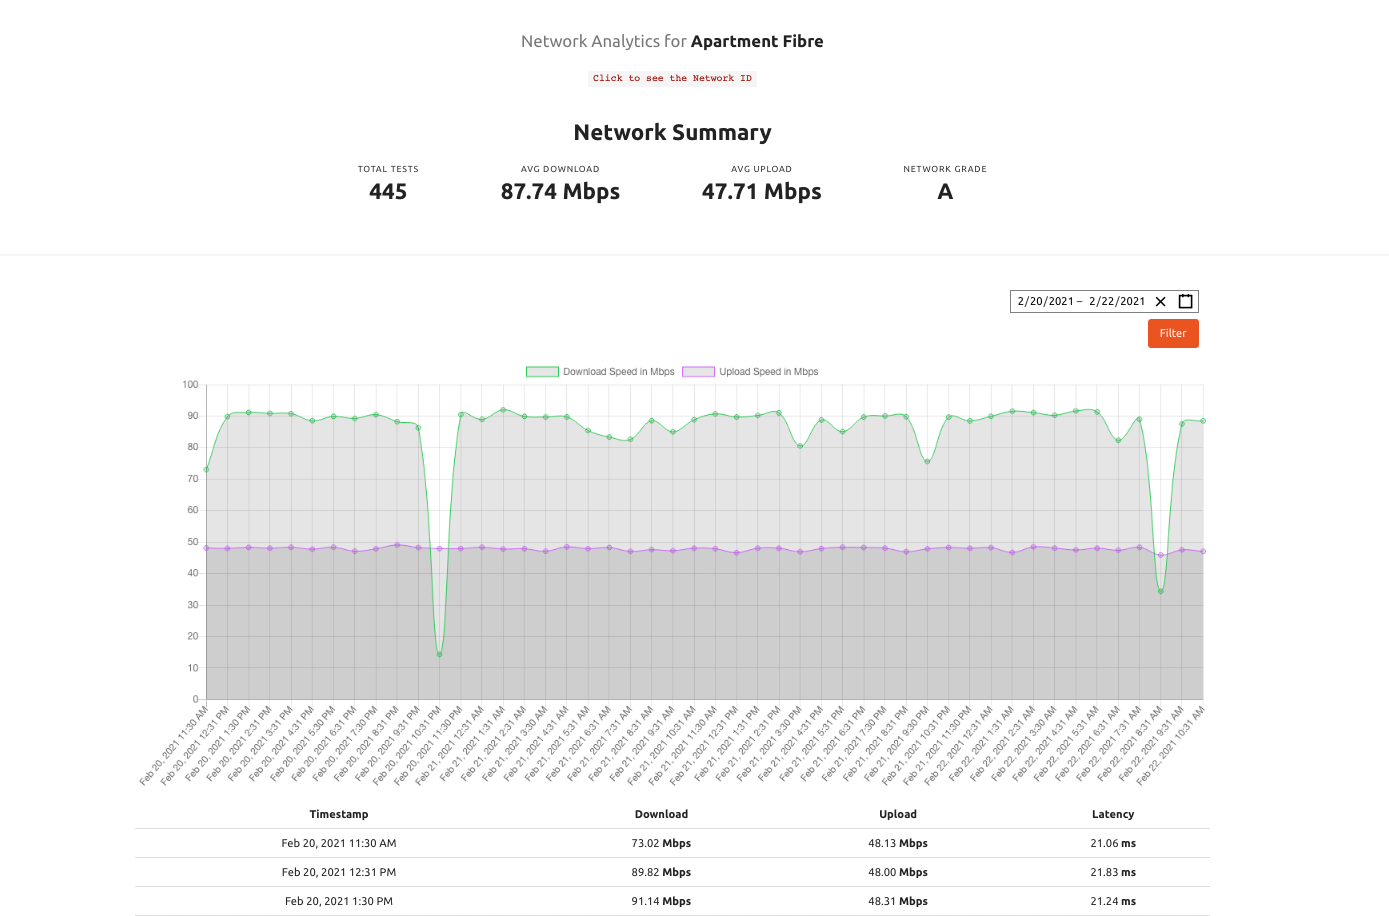 Network Analytics for Apartment Fibre
Click to see the Network ID
Network Summary
TOTAL TESTS AVG DOWNLOAD AVG UPLOAD NETWORK GRADE
445 87.74 Mbps 47.71 Mbps A
2/20/2021 – 2/22/2021
Filter
Download Speed in Mbps Upload Speed in Mbps
100
90
80
70
60
50
40
30
20
10
0
Feb 20, 2021 11:30 AM
Feb 20, 2021 12:31 PM
Feb 20, 2021 1:30 PM
Feb 20, 2021 2:31 PM
Feb 20, 2021 3:31 PM
Feb 20, 2021 4:31 PM
Feb 20, 2021 5:30 PM
Feb 20, 2021 6:31 PM
Feb 20, 2021 7:30 PM
Feb 20, 2021 8:31 PM
Feb 20, 2021 9:31 PM
Feb 20, 2021 10:31 PM
Feb 20, 2021 11:30 PM
Feb 21, 2021 12:31 AM
Feb 21, 2021 1:31 AM
Feb 21, 2021 2:31 AM
Feb 21, 2021 3:30 AM
Feb 21, 2021 4:31 AM
Feb 21, 2021 5:31 AM
Feb 21, 2021 6:31 AM
Feb 21, 2021 7:31 AM
Feb 21, 2021 8:31 AM
Feb 21, 2021 9:31 AM
Feb 21, 2021 10:31 AM
Feb 21, 2021 11:30 AM
Feb 21, 2021 12:31 PM
Feb 21, 2021 1:31 PM
Feb 21, 2021 2:31 PM
Feb 21, 2021 3:30 PM
Feb 21, 2021 4:31 PM
Feb 21, 2021 5:31 PM
Feb 21, 2021 6:31 PM
Feb 21, 2021 7:30 PM
Feb 21, 2021 8:31 PM
Feb 21, 2021 9:30 PM
Feb 21, 2021 10:31 PM
Feb 21, 2021 11:30 PM
Feb 22, 2021 12:31 AM
Feb 22, 2021 1:31 AM
Feb 22, 2021 2:31 AM
Feb 22, 2021 3:30 AM
Feb 22, 2021 4:31 AM
Feb 22, 2021 5:31 AM
Feb 22, 2021 6:31 AM
Feb 22, 2021 7:31 AM
Feb 22, 2021 8:31 AM
Feb 22, 2021 9:31 AM
Feb 22, 2021 10:31 AM
Timestamp Download Upload Latency
Feb 20, 2021 11:30 AM 73.02 Mbps 48.13 Mbps 21.06 ms
Feb 20, 2021 12:31 PM 89.82 Mbps 48.00 Mbps 21.83 ms
Feb 20, 2021 1:30 PM 91.14 Mbps 48.31 Mbps 21.24 ms